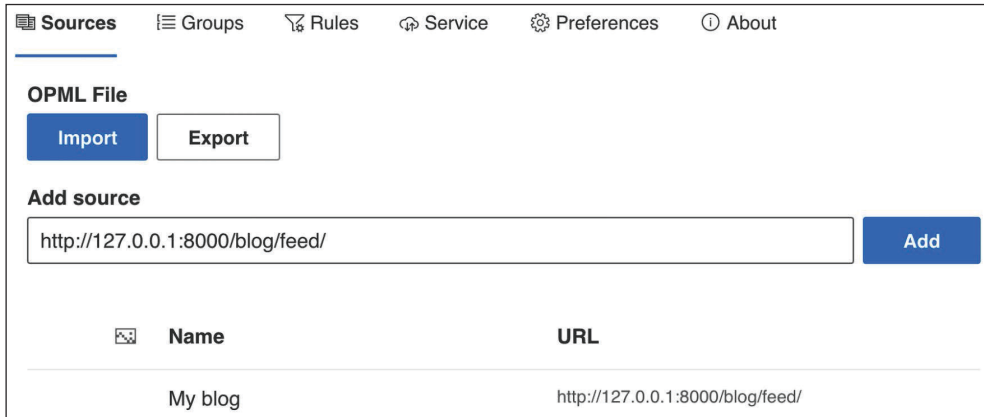 Sources Groups Rules Service Preferences About
OPML File
Import Export
Add source
http://127.0.0.1:8000/blog/feed/ Add
Name URL
My blog http://127.0.0.1:8000/blog/feed/